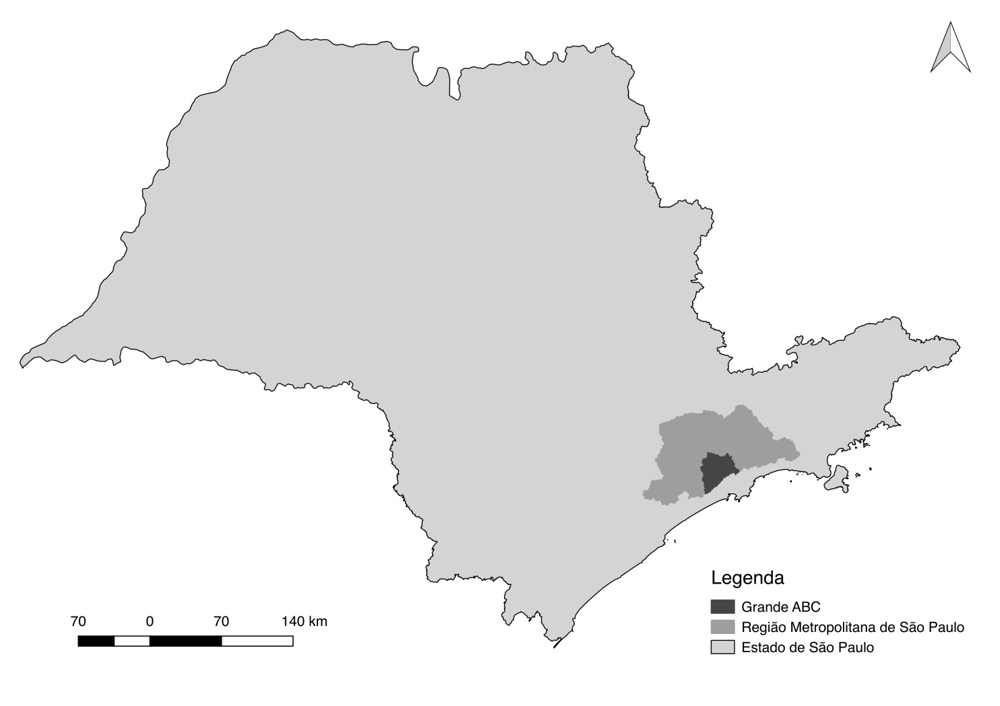 70 0 70 140 km
Legenda
Grande ABC
Região Metropolitana de São Paulo
Estado de São Paulo